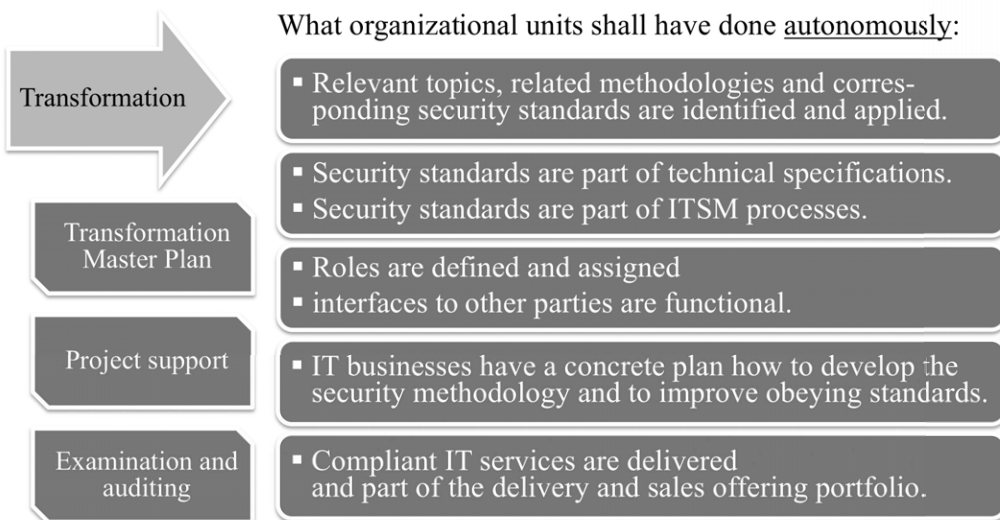 What organizational units shall have done autonomously:
Transformation
▪ Relevant topics, related methodologies and corres-
ponding security standards are identified and applied.
▪ Security standards are part of technical specifications.
▪ Security standards are part of ITSM processes.
Transformation
Master Plan
▪ Roles are defined and assigned
▪ interfaces to other parties are functional.
Project support
▪ IT businesses have a concrete plan how to develop the
security methodology and to improve obeying standards.
Examination and
auditing
▪ Compliant IT services are delivered
and part of the delivery and sales offering portfolio.